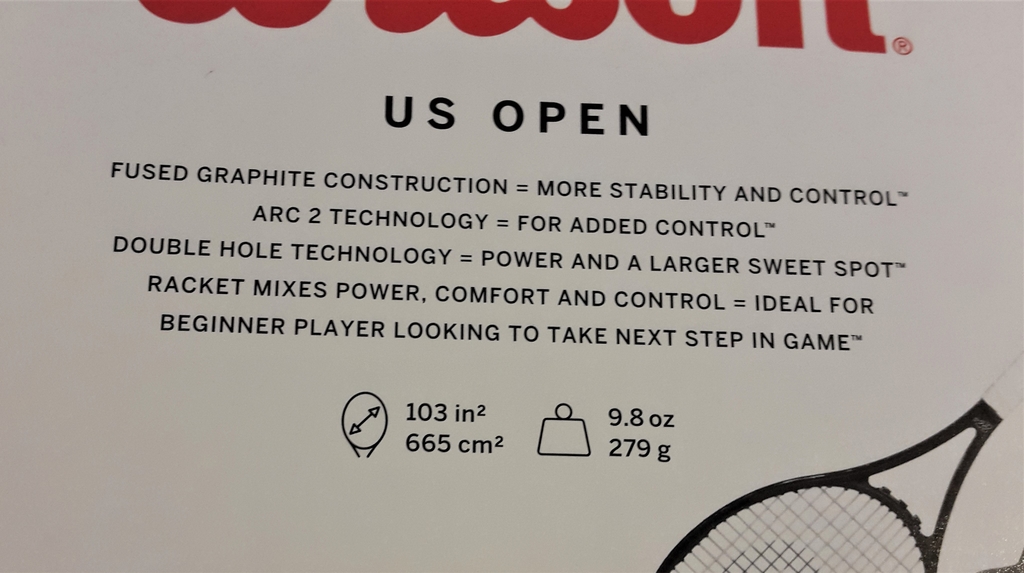 Wilson®
US OPEN
FUSED GRAPHITE CONSTRUCTION = MORE STABILITY AND CONTROL™
ARC 2 TECHNOLOGY = FOR ADDED CONTROL™
DOUBLE HOLE TECHNOLOGY = POWER AND A LARGER SWEET SPOT™
RACKET MIXES POWER, COMFORT AND CONTROL = IDEAL FOR
BEGINNER PLAYER LOOKING TO TAKE NEXT STEP IN GAME™
103 in² 9.8 oz
665 cm² 279 g